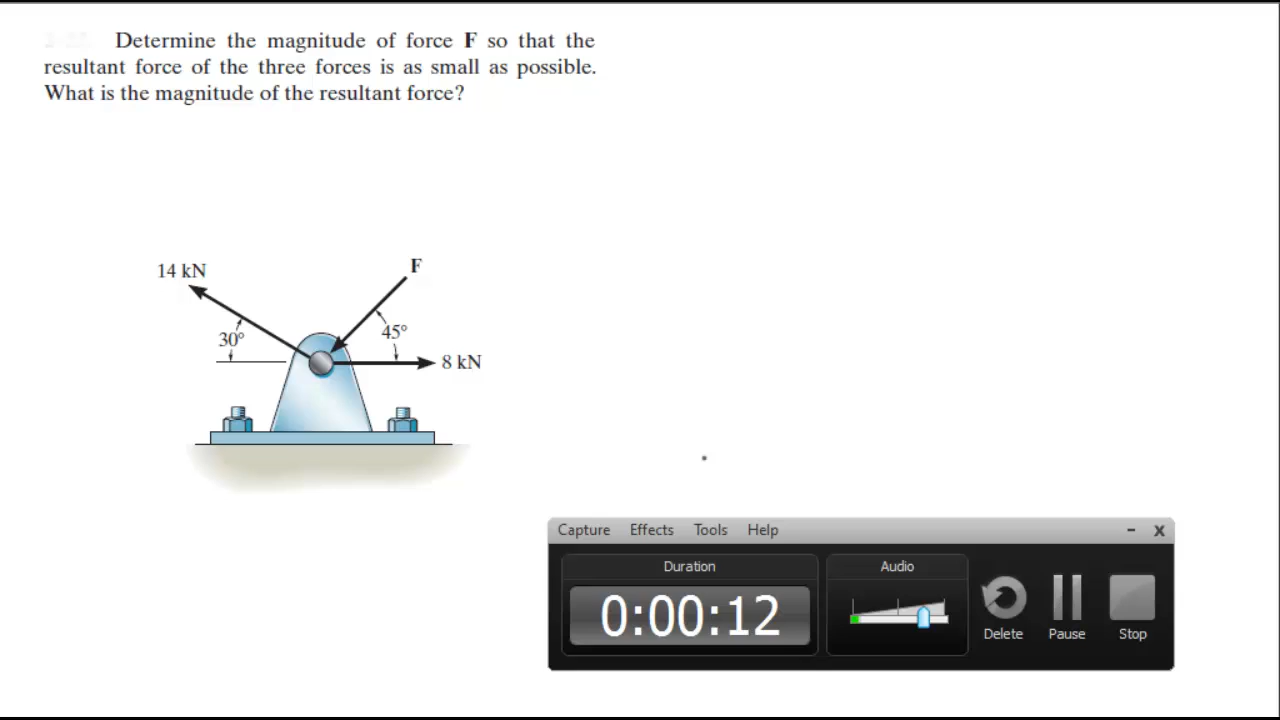 Determine the magnitude of force F so that the
resultant force of the three forces is as small as possible.
What is the magnitude of the resultant force?
14 kN
F
30°
45°
8 kN
Capture Effects Tools Help
Duration
Audio
0:00:12
Delete Pause Stop